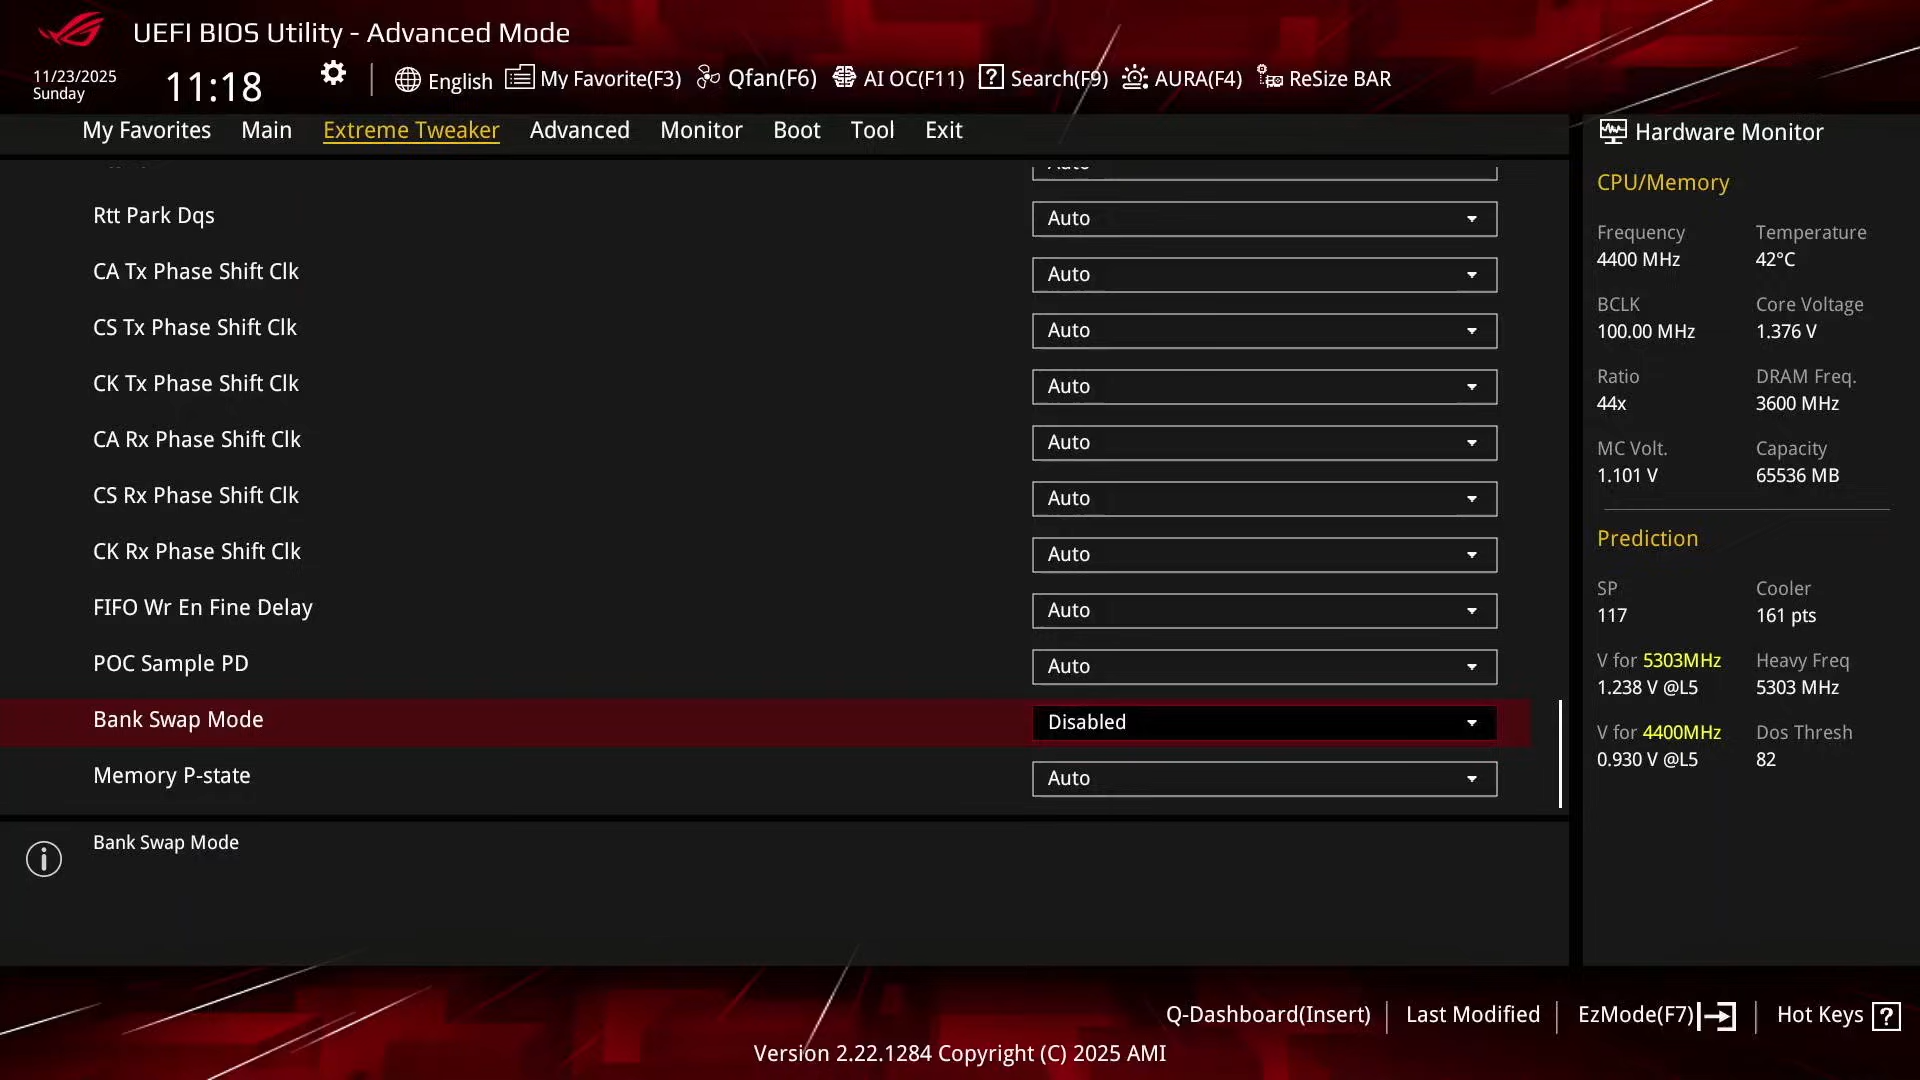 UEFI BIOS Utility - Advanced Mode
11/23/2025
Sunday
11:18
English
My Favorite(F3)
Qfan(F6)
AI OC(F11)
Search(F9)
AURA(F4)
ReSize BAR
My Favorites
Main
Extreme Tweaker
Advanced
Monitor
Boot
Tool
Exit
Rtt Park Dqs
Auto
CA Tx Phase Shift Clk
Auto
CS Tx Phase Shift Clk
Auto
CK Tx Phase Shift Clk
Auto
CA Rx Phase Shift Clk
Auto
CS Rx Phase Shift Clk
Auto
CK Rx Phase Shift Clk
Auto
FIFO Wr En Fine Delay
Auto
POC Sample PD
Auto
Bank Swap Mode
Disabled
Memory P-state
Auto
Bank Swap Mode
Hardware Monitor
CPU/Memory
Frequency
Temperature
4400 MHz
42°C
BCLK
Core Voltage
100.00 MHz
1.376 V
Ratio
DRAM Freq.
44x
3600 MHz
MC Volt.
Capacity
1.101 V
65536 MB
Prediction
SP
Cooler
117
161 pts
V for 5303MHz
Heavy Freq
1.238 V @L5
5303 MHz
V for 4400MHz
Dos Thresh
0.930 V @L5
82
Q-Dashboard(Insert)
Last Modified
EzMode(F7)
Hot Keys ?
Version 2.22.1284 Copyright (C) 2025 AMI